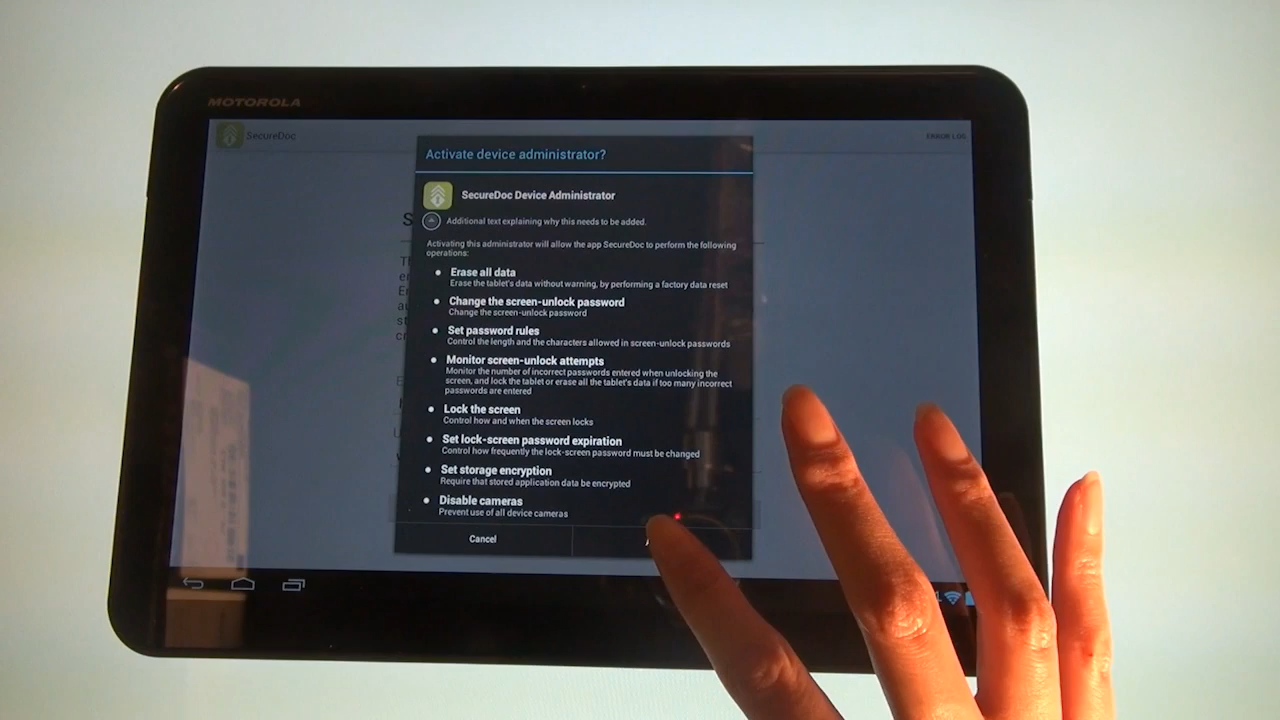 MOTOROLA
SecureDoc
ERROR LOG
Activate device administrator?
SecureDoc Device Administrator
Additional text explaining why this needs to be added.
Activating this administrator will allow the app SecureDoc to perform the following
operations:
Erase all data
Erase the tablet's data without warning, by performing a factory data reset
Change the screen-unlock password
Change the screen-unlock password
Set password rules
Control the length and the characters allowed in screen-unlock passwords
Monitor screen-unlock attempts
Monitor the number of incorrect passwords entered when unlocking the
screen, and lock the tablet or erase all the tablet's data if too many incorrect
passwords are entered
Lock the screen
Control how and when the screen locks
Set lock-screen password expiration
Control how frequently the lock-screen password must be changed
Set storage encryption
Require that stored application data be encrypted
Disable cameras
Prevent use of all device cameras
Cancel